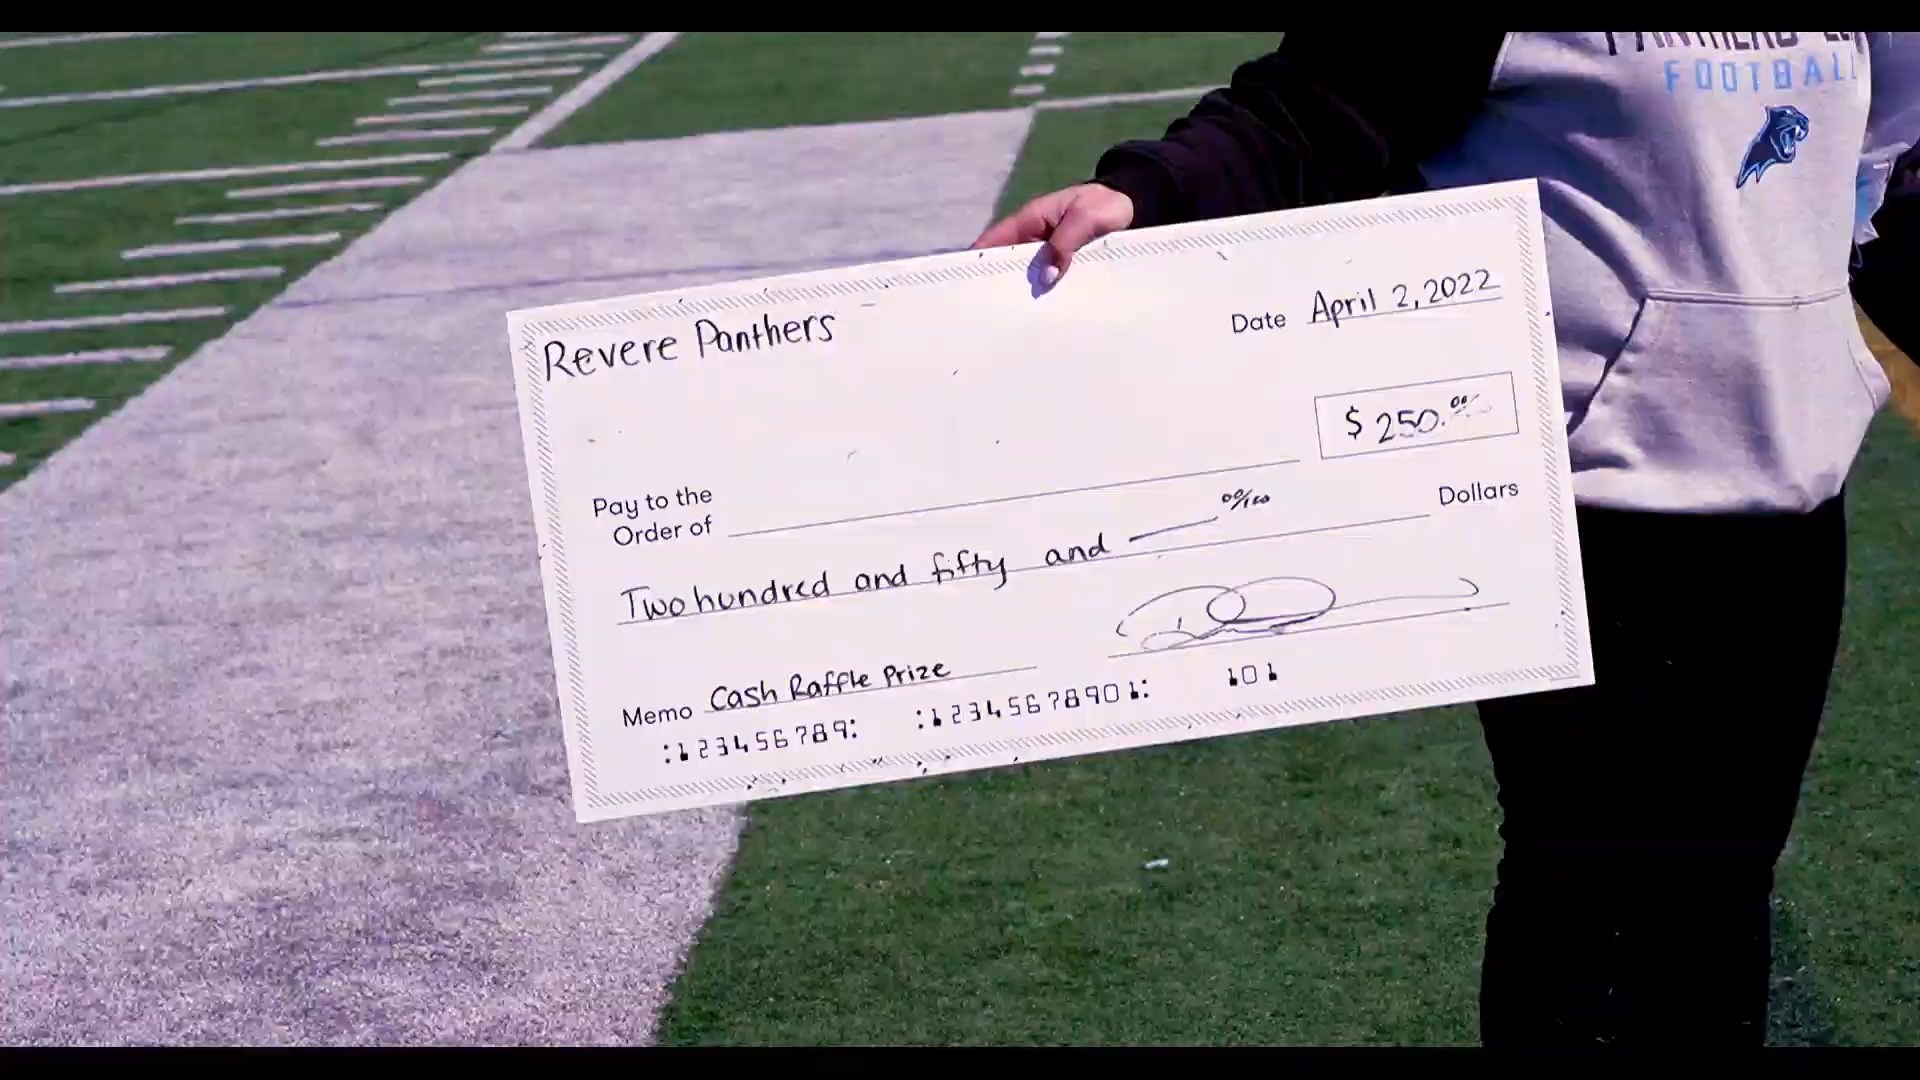 FOOTBALL
Revere Panthers
Date April 2, 2022
$ 250.00
Pay to the
Order of
Two hundred and fifty and 00/100 Dollars
Memo Cash Raffle Prize
:123456789: :12345678901: 101